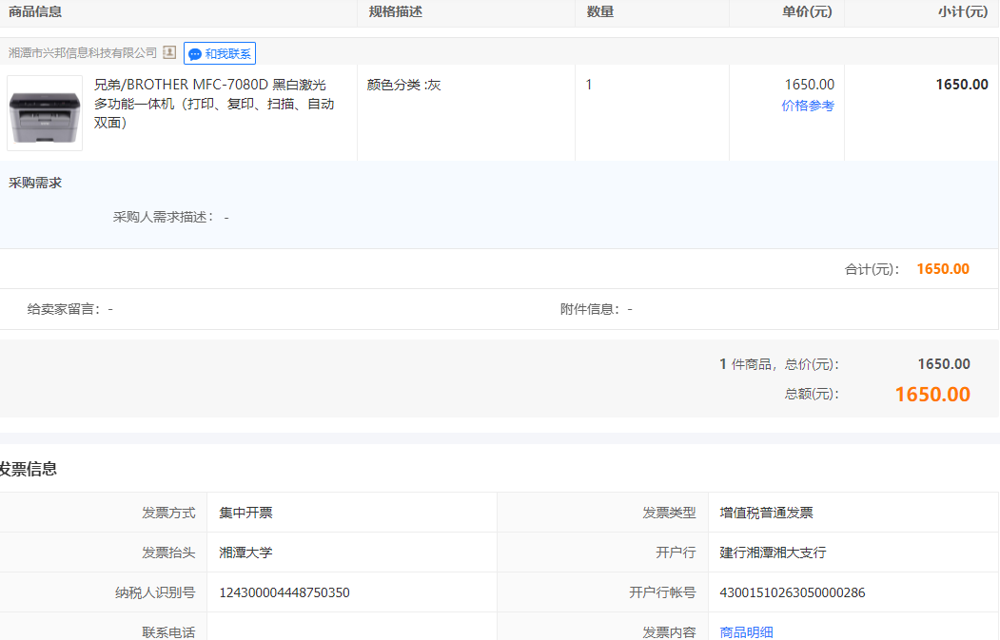 商品信息 规格描述 数量 单价(元) 小计(元)
湘潭市兴邦信息科技有限公司 和我联系
兄弟/BROTHER MFC-7080D 黑白激光 颜色分类 :灰 1 1650.00 1650.00
多功能一体机（打印、复印、扫描、自动 价格参考
双面）
采购需求
采购人需求描述： -
合计(元)： 1650.00
给卖家留言：- 附件信息：-
1 件商品，总价(元)： 1650.00
总额(元)： 1650.00
发票信息
发票方式 集中开票 发票类型 增值税普通发票
发票抬头 湘潭大学 开户行 建行湘潭湘大支行
纳税人识别号 124300004448750350 开户行帐号 43001510263050000286
联系电话 发票内容 商品明细